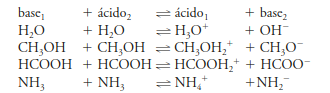 base₁ + ácido₂ ⇌ ácido₁ + base₂
H₂O + H₂O ⇌ H₃O⁺ + OH⁻
CH₃OH + CH₃OH ⇌ CH₃OH₂⁺ + CH₃O⁻
HCOOH + HCOOH ⇌ HCOOH₂⁺ + HCOO⁻
NH₃ + NH₃ ⇌ NH₄⁺ + NH₂⁻